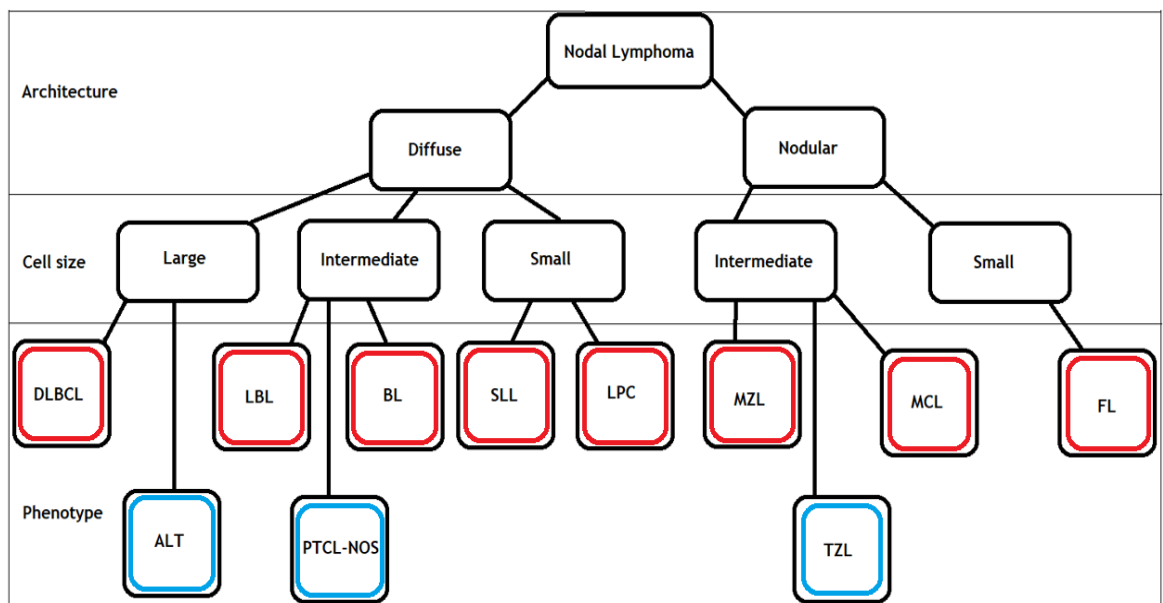 Nodal Lymphoma
Architecture
Diffuse
Nodular
Cell size
Large
Intermediate
Small
Intermediate
Small
DLBCL
LBL
BL
SLL
LPC
MZL
MCL
FL
Phenotype
ALT
PTCL-NOS
TZL